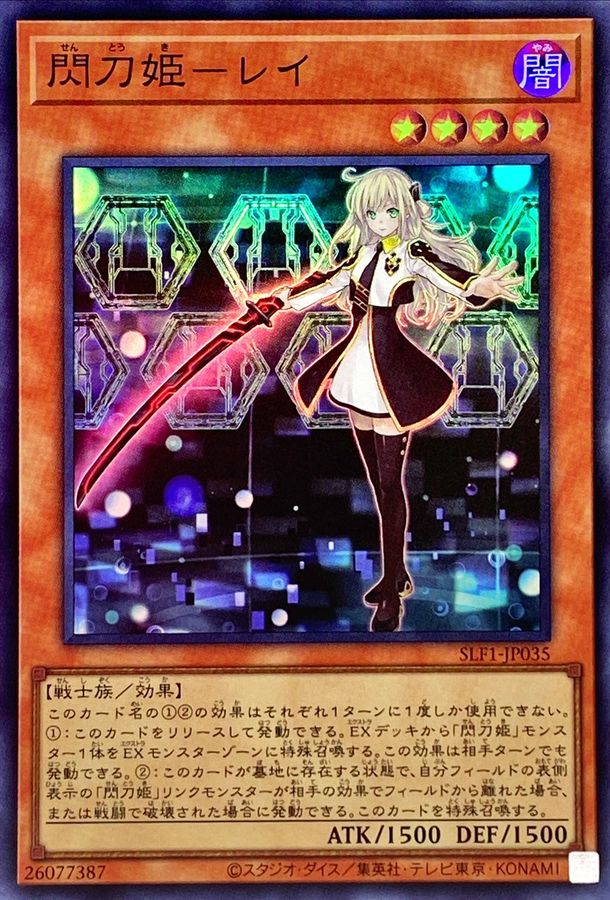 閃刀姫－レイ
闇
SLF1-JP035
【戦士族／効果】
このカード名の①②の効果はそれぞれ１ターンに１度しか使用できない。
①：このカードをリリースして発動できる。EXデッキから「閃刀姫」モンス
ター１体をEXモンスターゾーンに特殊召喚する。この効果は相手ターンでも
発動できる。②：このカードが墓地に存在する状態で、自分フィールドの表側
表示の「閃刀姫」リンクモンスターが相手の効果でフィールドから離れた場合、
または戦闘で破壊された場合に発動できる。このカードを特殊召喚する。
ATK/1500 DEF/1500
26077387 ©スタジオ・ダイス／集英社・テレビ東京・KONAMI